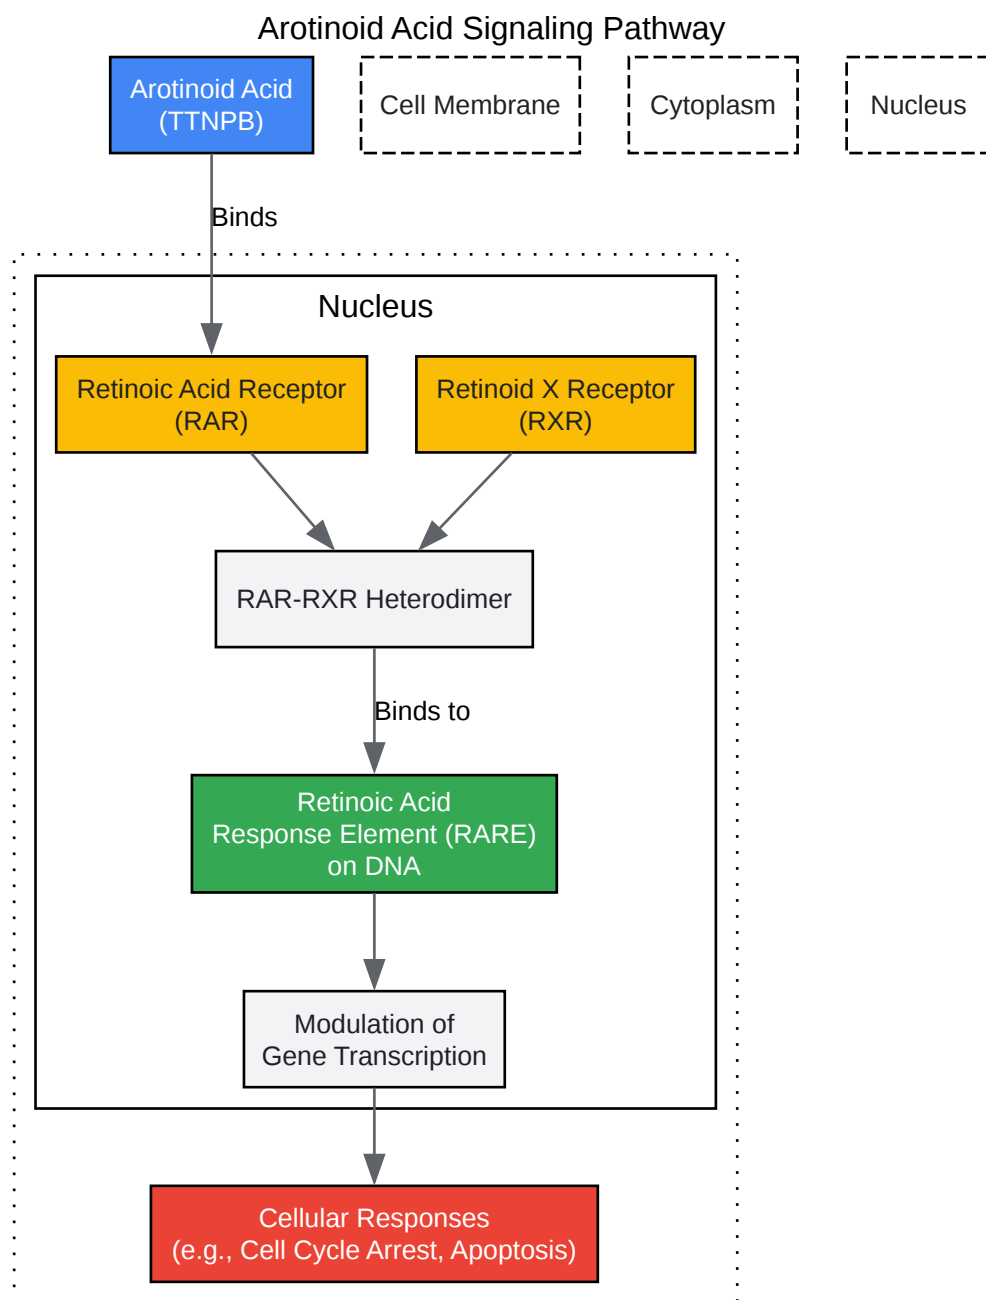 Arotinoid Acid Signaling Pathway
Arotinoid Acid
(TTNPB)
Cell Membrane
Cytoplasm
Nucleus
Binds
Nucleus
Retinoic Acid Receptor
(RAR)
Retinoid X Receptor
(RXR)
RAR-RXR Heterodimer
Binds to
Retinoic Acid
Response Element (RARE)
on DNA
Modulation of
Gene Transcription
Cellular Responses
(e.g., Cell Cycle Arrest, Apoptosis)